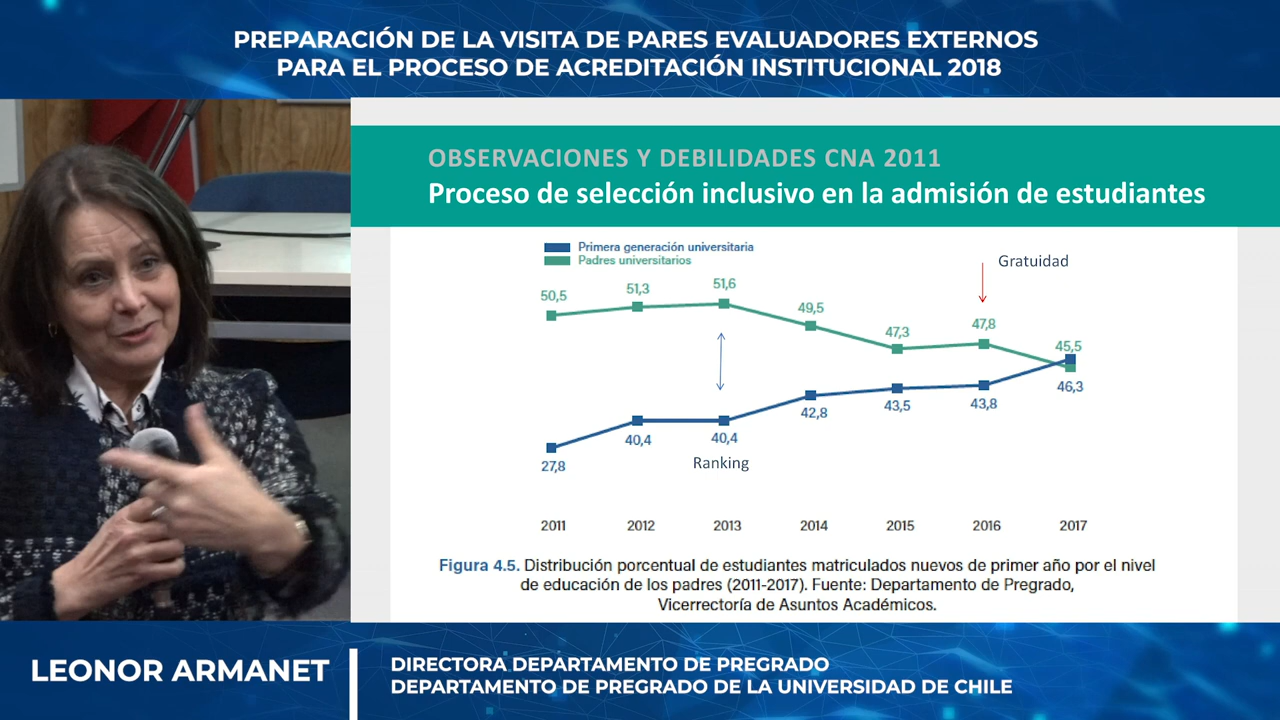 PREPARACIÓN DE LA VISITA DE PARES EVALUADORES EXTERNOS
PARA EL PROCESO DE ACREDITACIÓN INSTITUCIONAL 2018
OBSERVACIONES Y DEBILIDADES CNA 2011
Proceso de selección inclusivo en la admisión de estudiantes
Primera generación universitaria
Padres universitarios
Gratuidad
50,5 51,3 51,6 49,5 47,3 47,8 45,5
27,8 40,4 40,4 42,8 43,5 43,8 46,3
Ranking
2011 2012 2013 2014 2015 2016 2017
Figura 4.5. Distribución porcentual de estudiantes matriculados nuevos de primer año por el nivel
de educación de los padres (2011-2017). Fuente: Departamento de Pregrado,
Vicerrectoría de Asuntos Académicos.
LEONOR ARMANET
DIRECTORA DEPARTAMENTO DE PREGRADO
DEPARTAMENTO DE PREGRADO DE LA UNIVERSIDAD DE CHILE